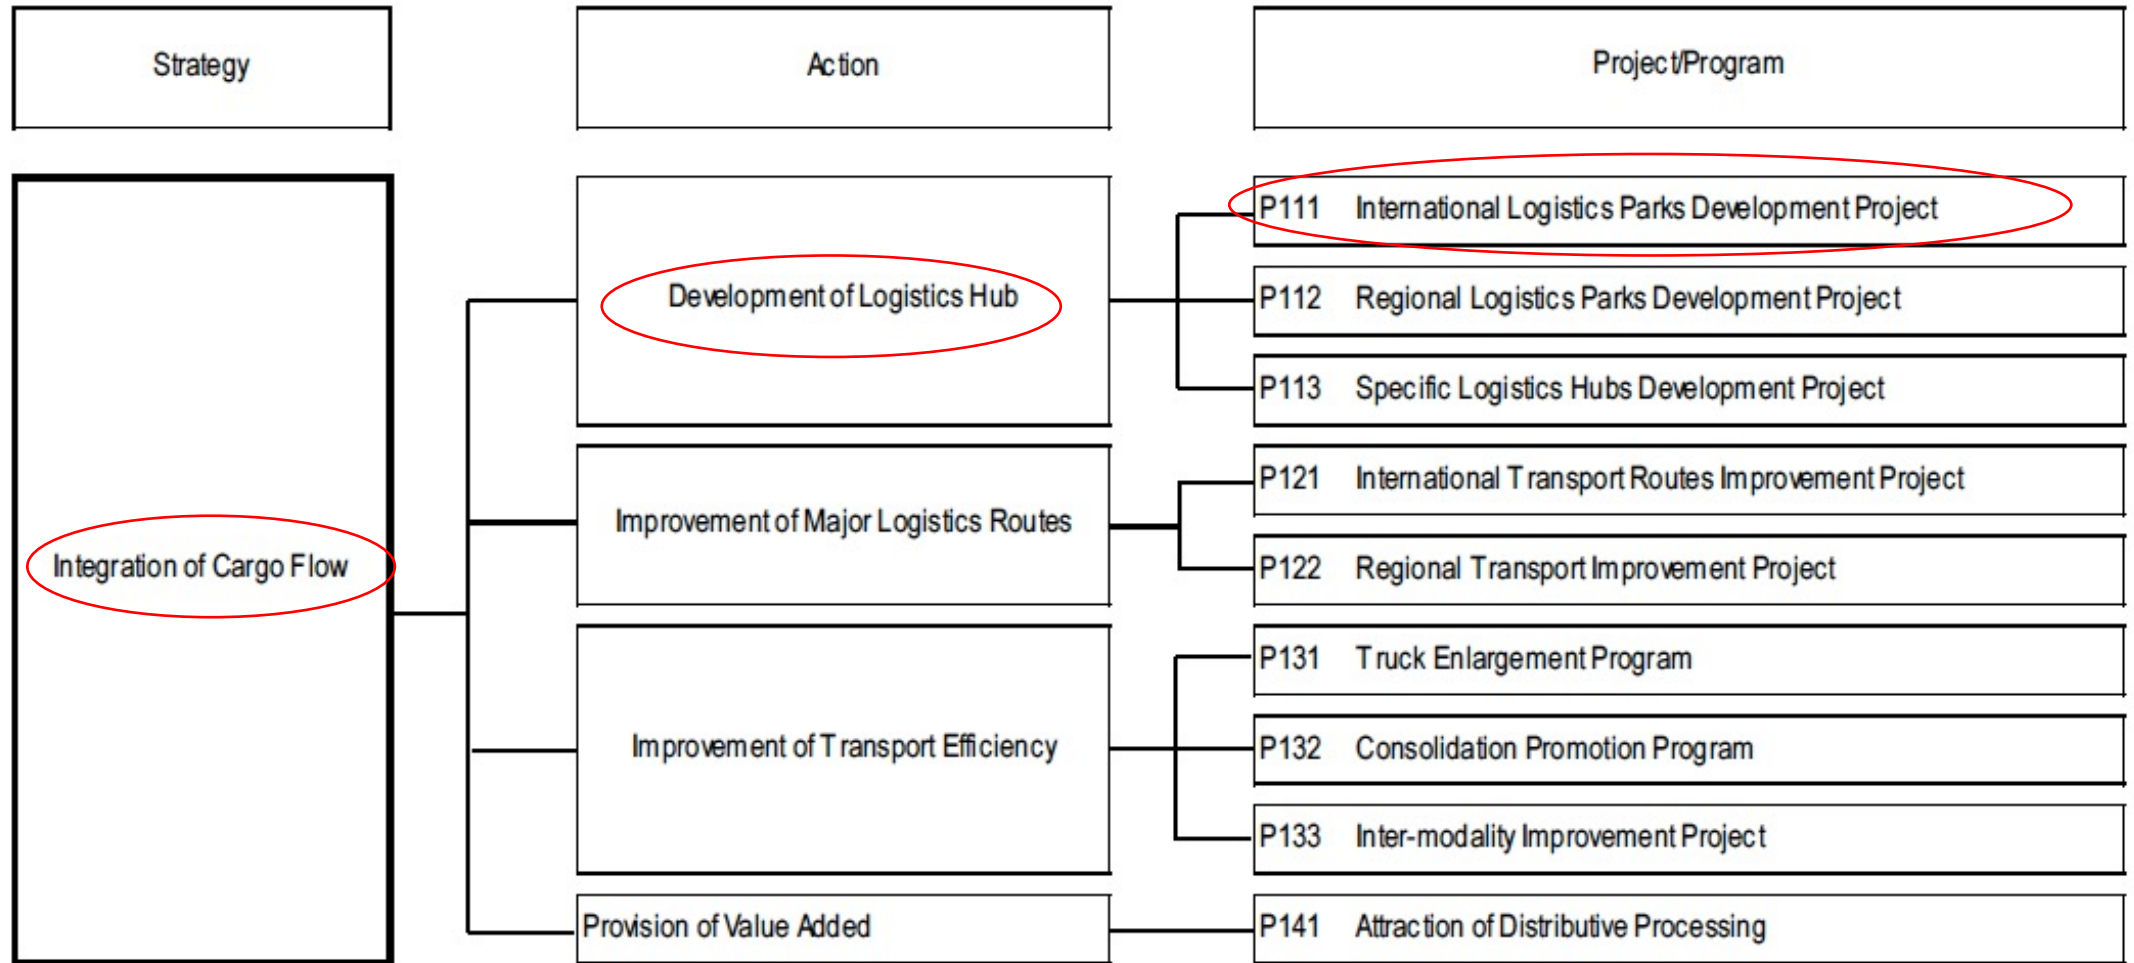 Strategy
Action
Project/Program
Integration of Cargo Flow
Development of Logistics Hub
P111 International Logistics Parks Development Project
P112 Regional Logistics Parks Development Project
P113 Specific Logistics Hubs Development Project
Improvement of Major Logistics Routes
P121 International Transport Routes Improvement Project
P122 Regional Transport Improvement Project
Improvement of Transport Efficiency
P131 Truck Enlargement Program
P132 Consolidation Promotion Program
P133 Inter-modality Improvement Project
Provision of Value Added
P141 Attraction of Distributive Processing